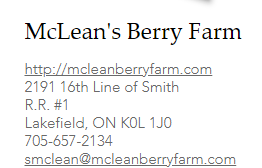 McLean's Berry Farm
http://mcleanberryfarm.com
2191 16th Line of Smith
R.R. #1
Lakefield, ON K0L 1J0
705-657-2134
smclean@mcleanberryfarm.com